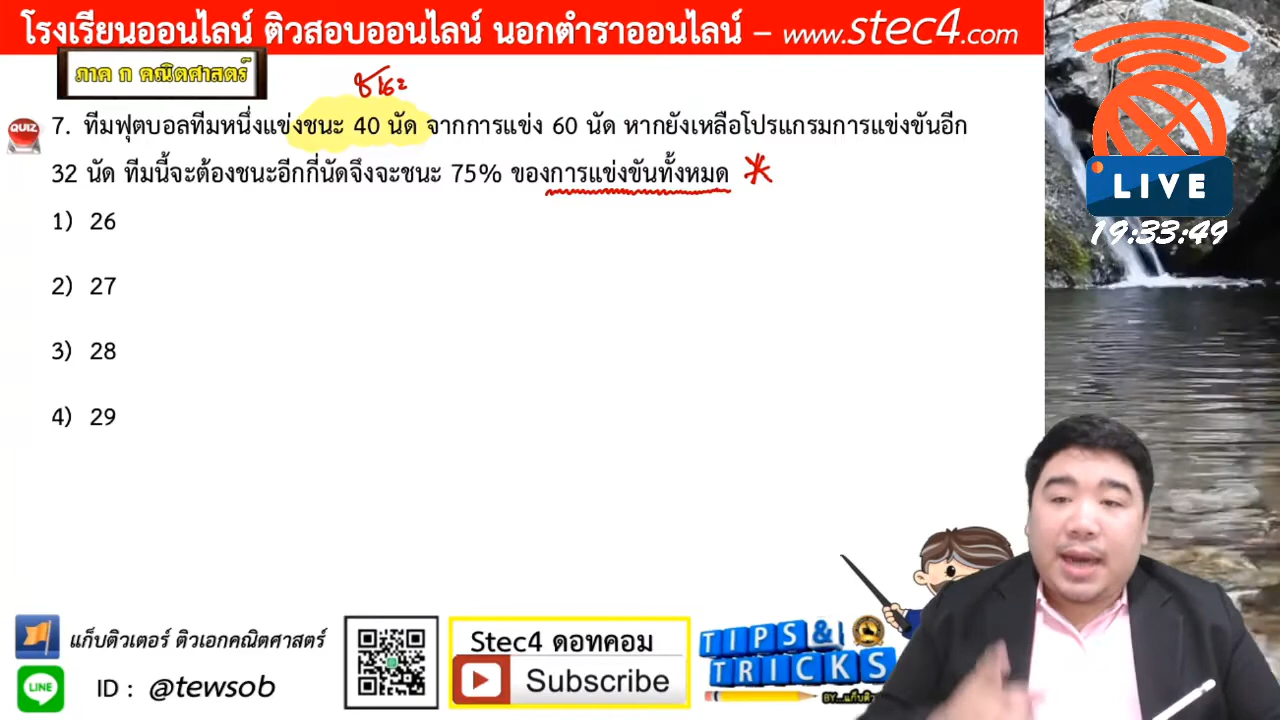 โรงเรียนออนไลน์ ติวสอบออนไลน์ นอกตำราออนไลน์ – www.stec4.com
ภาค ก คณิตศาสตร์
ชนะ
QUIZ
7. ทีมฟุตบอลทีมหนึ่งแข่งชนะ 40 นัด จากการแข่ง 60 นัด หากยังเหลือโปรแกรมการแข่งขันอีก
32 นัด ทีมนี้จะต้องชนะอีกกี่นัดจึงจะชนะ 75% ของการแข่งขันทั้งหมด
LIVE
19:33:49
1) 26
2) 27
3) 28
4) 29
แก็บติวเตอร์ ติวเอกคณิตศาสตร์
LINE
ID : @tewsob
Stec4 ดอทคอม
Subscribe
TIPS &
TRICKS